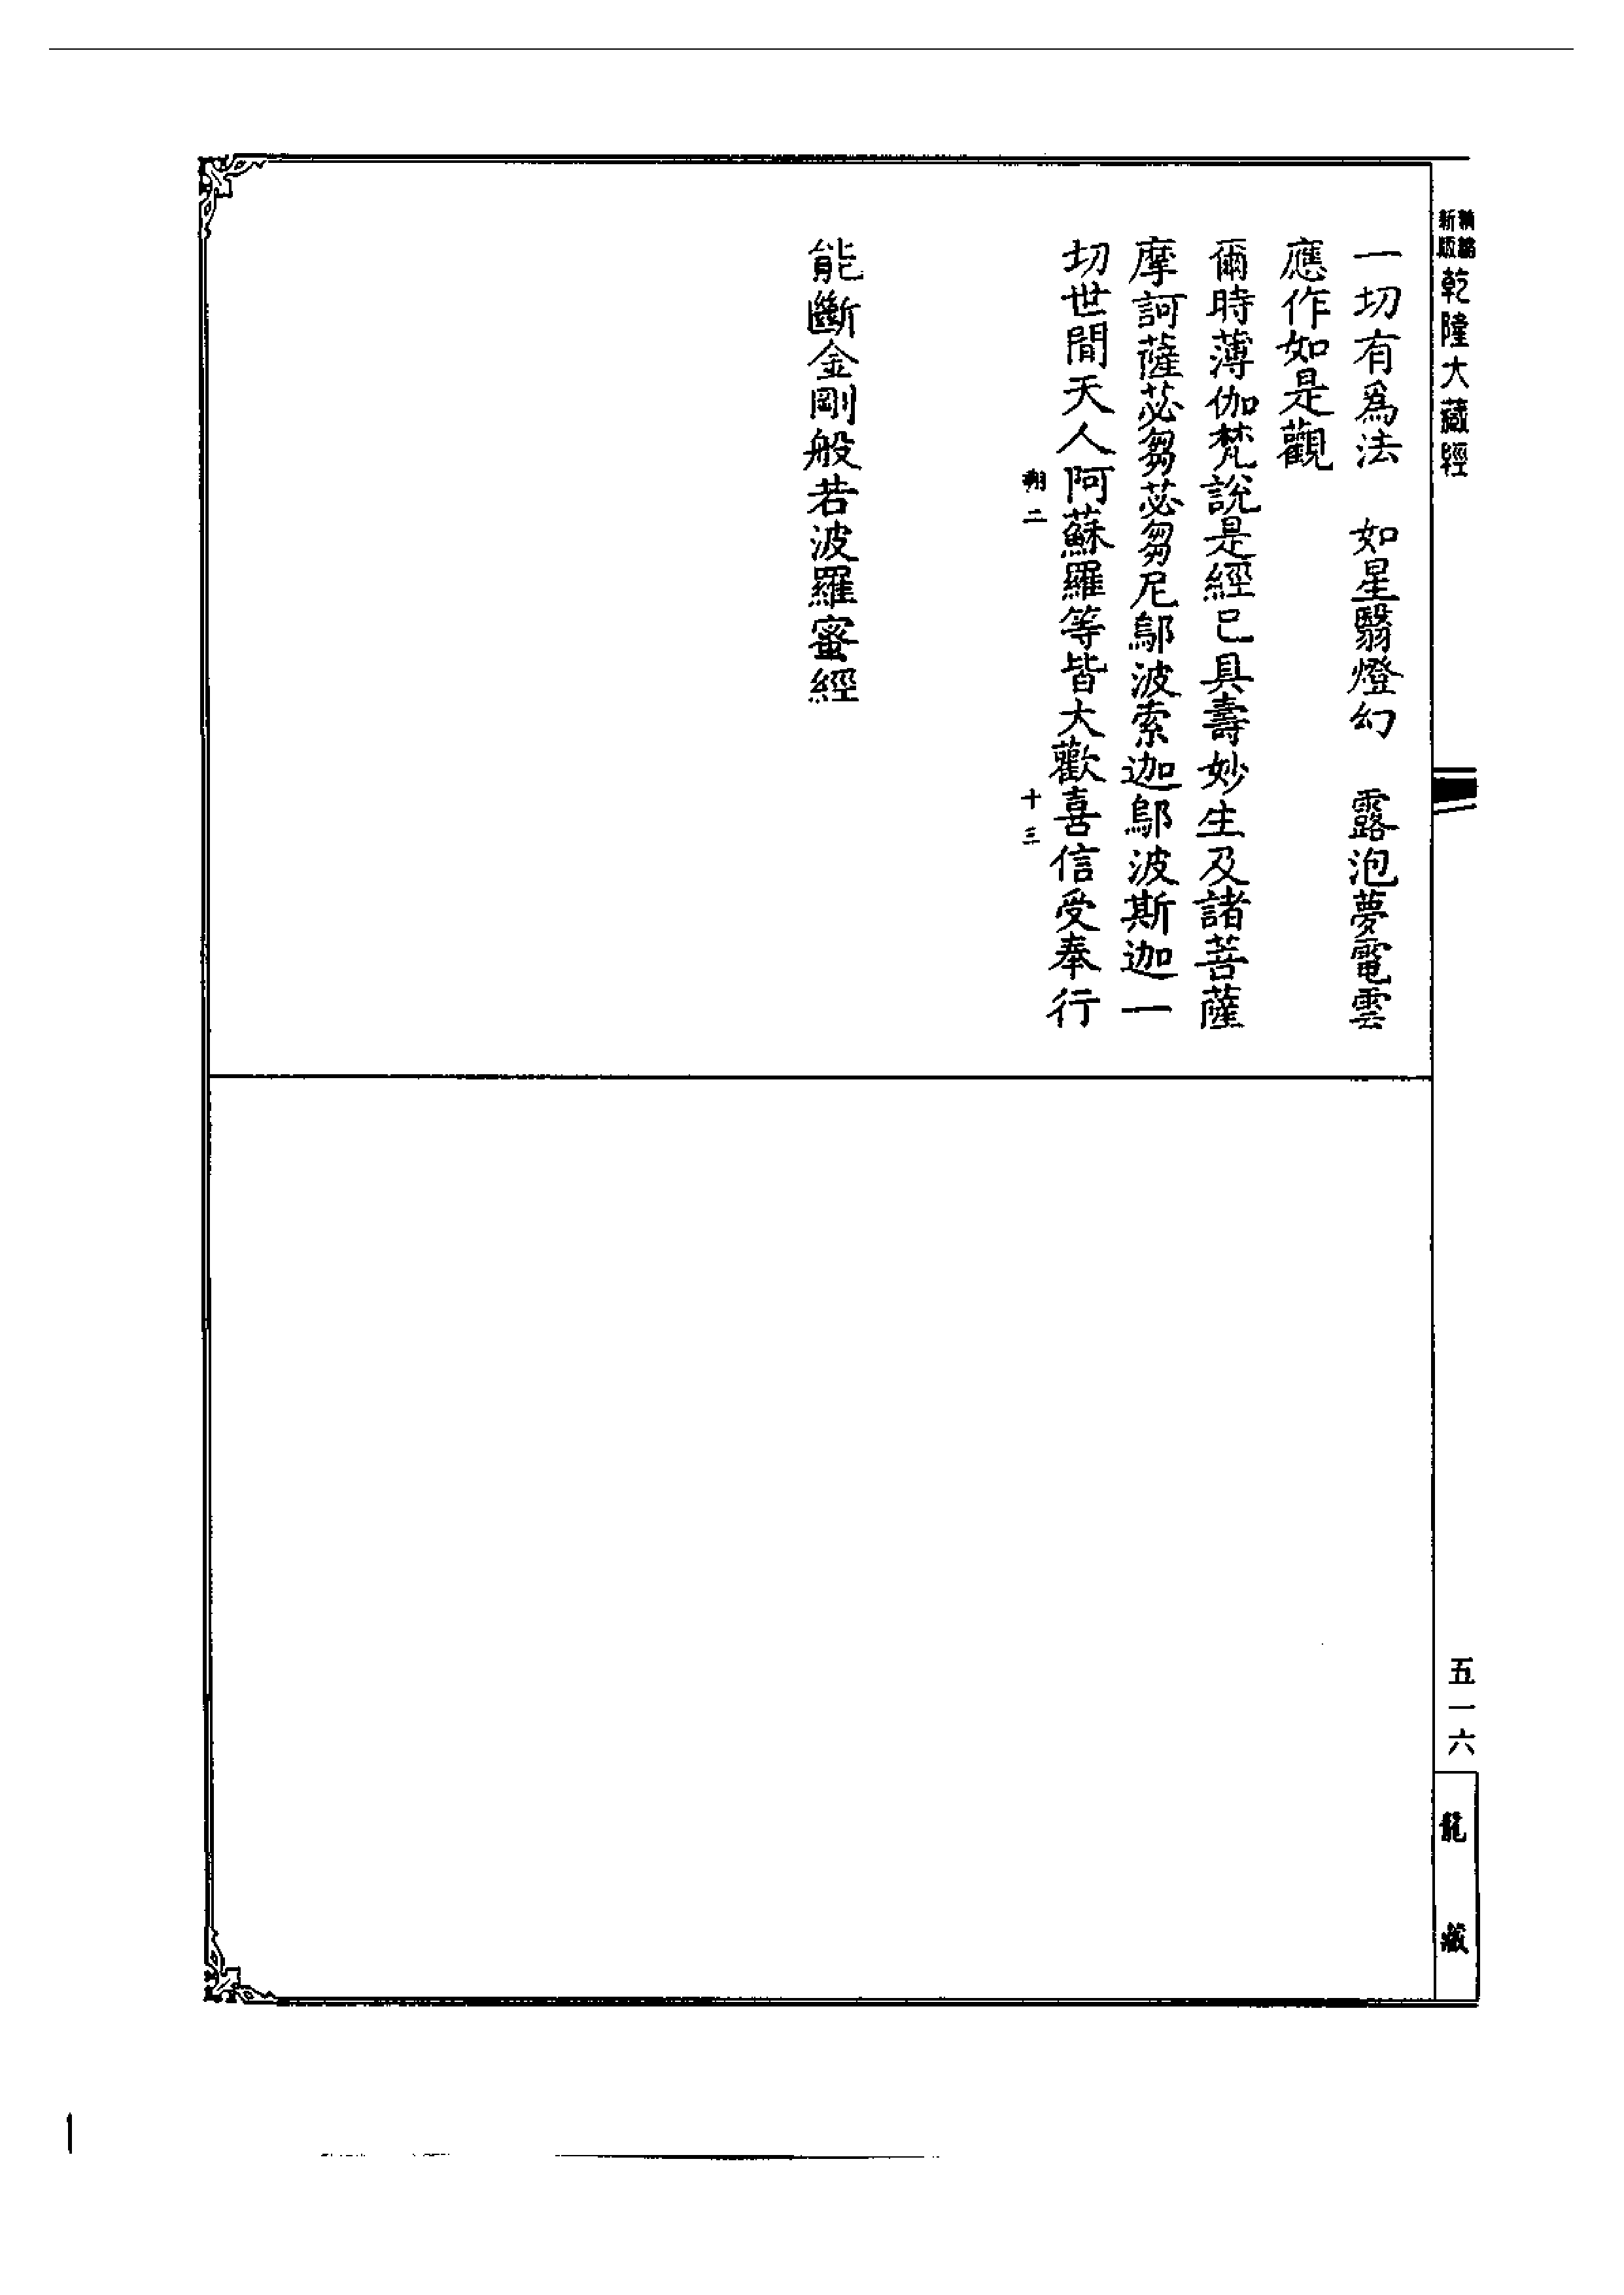 新編縮版
乾隆大藏經
五一六
龍藏
一切有爲法　如星翳燈幻　露泡夢電雲
應作如是觀
爾時薄伽梵說是經已具壽妙生及諸菩薩
摩訶薩苾芻苾芻尼鄔波索迦鄔波斯迦一
切世間天人阿蘇羅等皆大歡喜信受奉行
翔二
十三
能斷金剛般若波羅蜜經